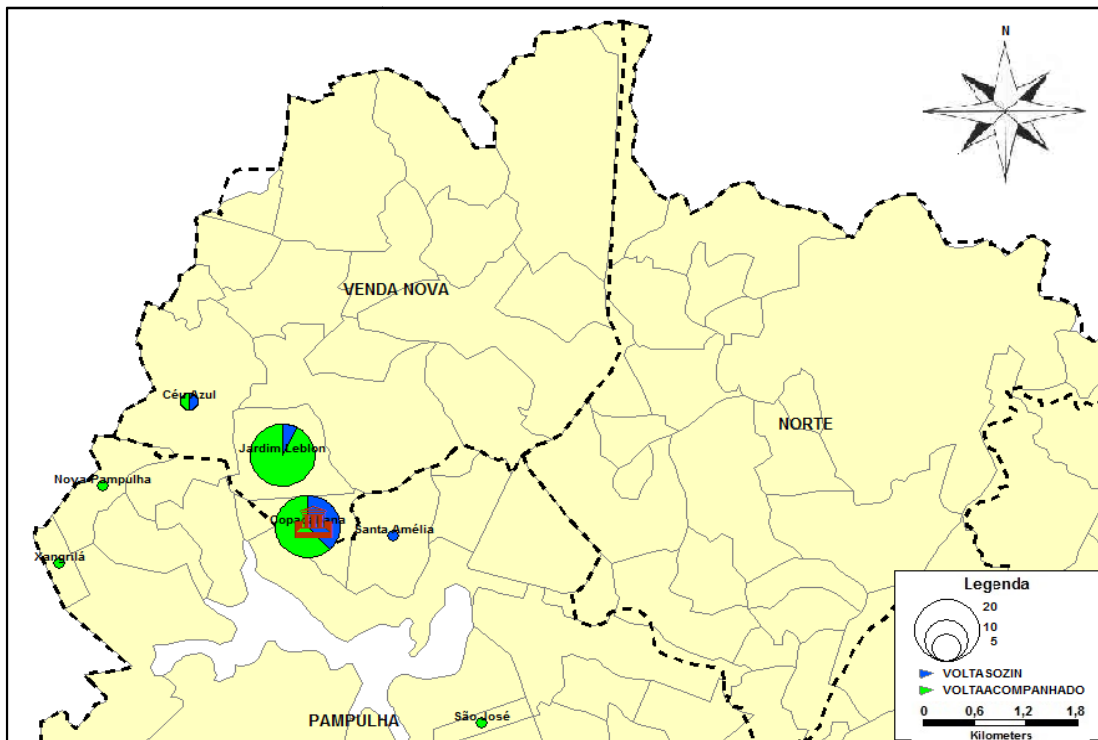 N
VENDA NOVA
Céu Azul
NORTE
Jardim Leblon
Nova Pampulha
Santa Amélia
Xangrilá
PAMPULHA
São José
Legenda
20
10
5
VOLTASOZIN
VOLTAACOMPANHADO
0 0,6 1,2 1,8
Kilometers